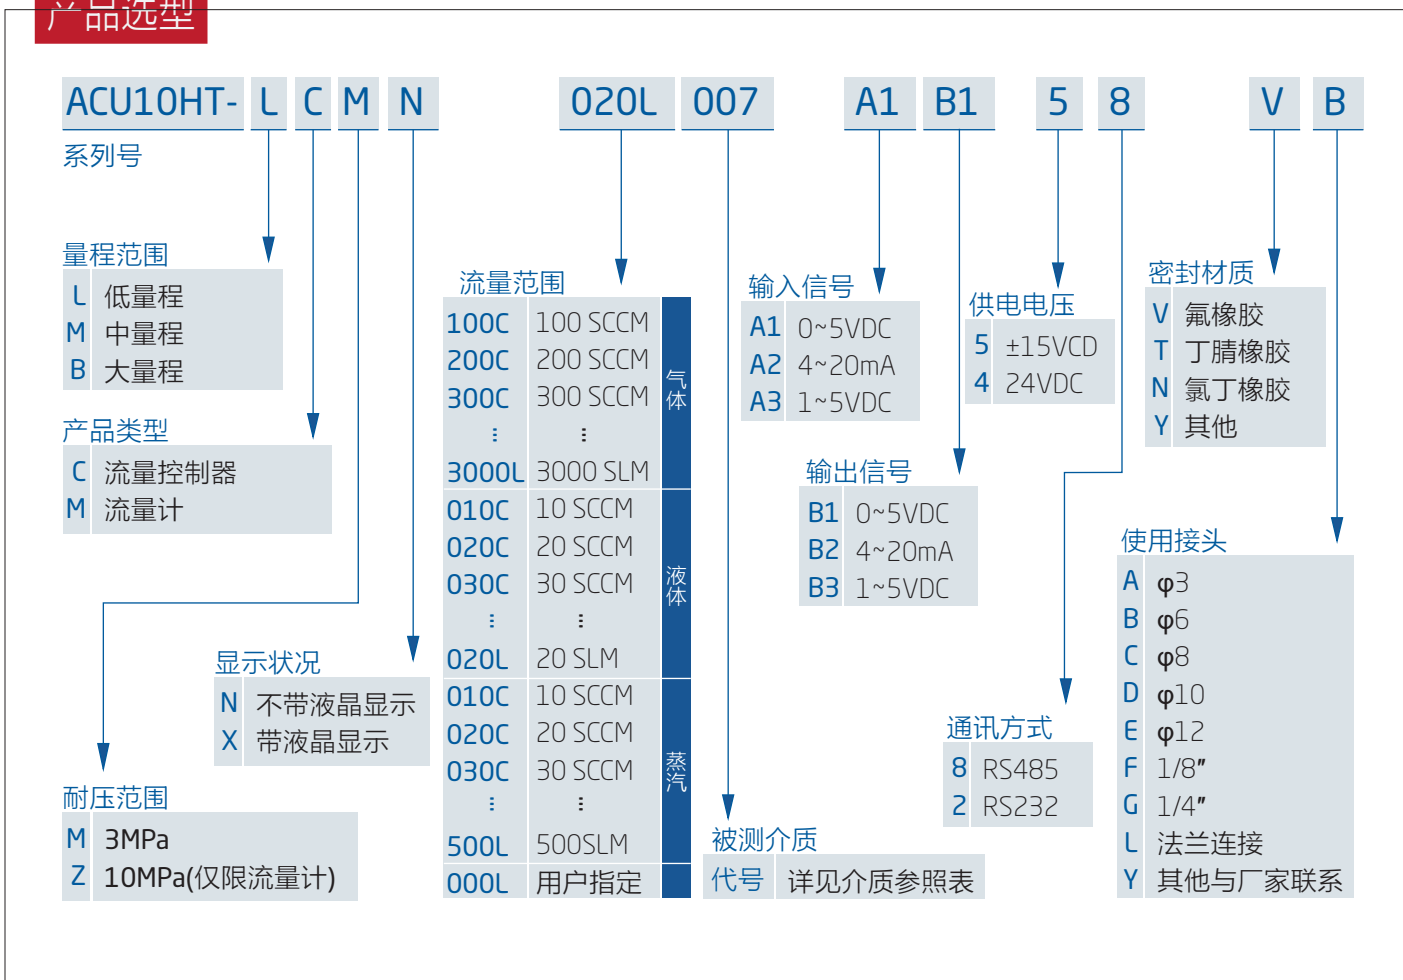 产品选型
ACU10HT- L C M N 020L 007 A1 B1 5 8 V B
系列号
量程范围
L 低量程
M 中量程
B 大量程
产品类型
C 流量控制器
M 流量计
耐压范围
M 3MPa
Z 10MPa(仅限流量计)
显示状况
N 不带液晶显示
X 带液晶显示
流量范围
100C 100 SCCM
200C 200 SCCM
300C 300 SCCM
... ...
3000L 3000 SLM
气体
010C 10 SCCM
020C 20 SCCM
030C 30 SCCM
... ...
020L 20 SLM
液体
010C 10 SCCM
020C 20 SCCM
030C 30 SCCM
... ...
500L 500SLM
蒸汽
000L 用户指定
被测介质
代号 详见介质参照表
输入信号
A1 0~5VDC
A2 4~20mA
A3 1~5VDC
输出信号
B1 0~5VDC
B2 4~20mA
B3 1~5VDC
供电电压
5 ±15VCD
4 24VDC
通讯方式
8 RS485
2 RS232
密封材质
V 氟橡胶
T 丁腈橡胶
N 氯丁橡胶
Y 其他
使用接头
A φ3
B φ6
C φ8
D φ10
E φ12
F 1/8"
G 1/4"
L 法兰连接
Y 其他与厂家联系